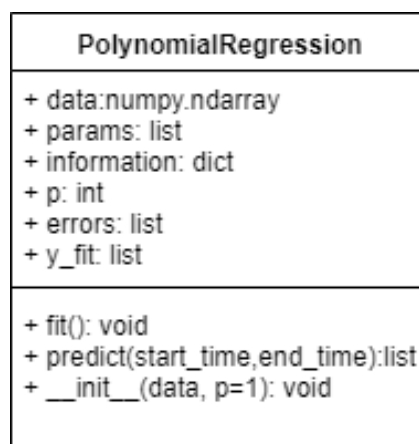 PolynomialRegression
+ data:numpy.ndarray
+ params: list
+ information: dict
+ p: int
+ errors: list
+ y_fit: list
+ fit(): void
+ predict(start_time,end_time):list
+ __init__(data, p=1): void